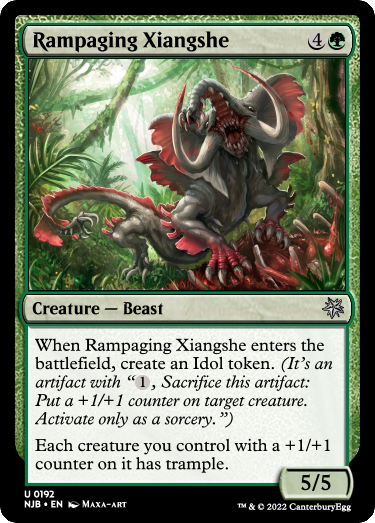 Rampaging Xiangshe 4
Creature — Beast
When Rampaging Xiangshe enters the
battlefield, create an Idol token. (It's an
artifact with “1, Sacrifice this artifact:
Put a +1/+1 counter on target creature.
Activate only as a sorcery.”)
Each creature you control with a +1/+1
counter on it has trample.
5/5
U 0192
NJB • EN Maxa-art
™ & © 2022 CanterburyEgg